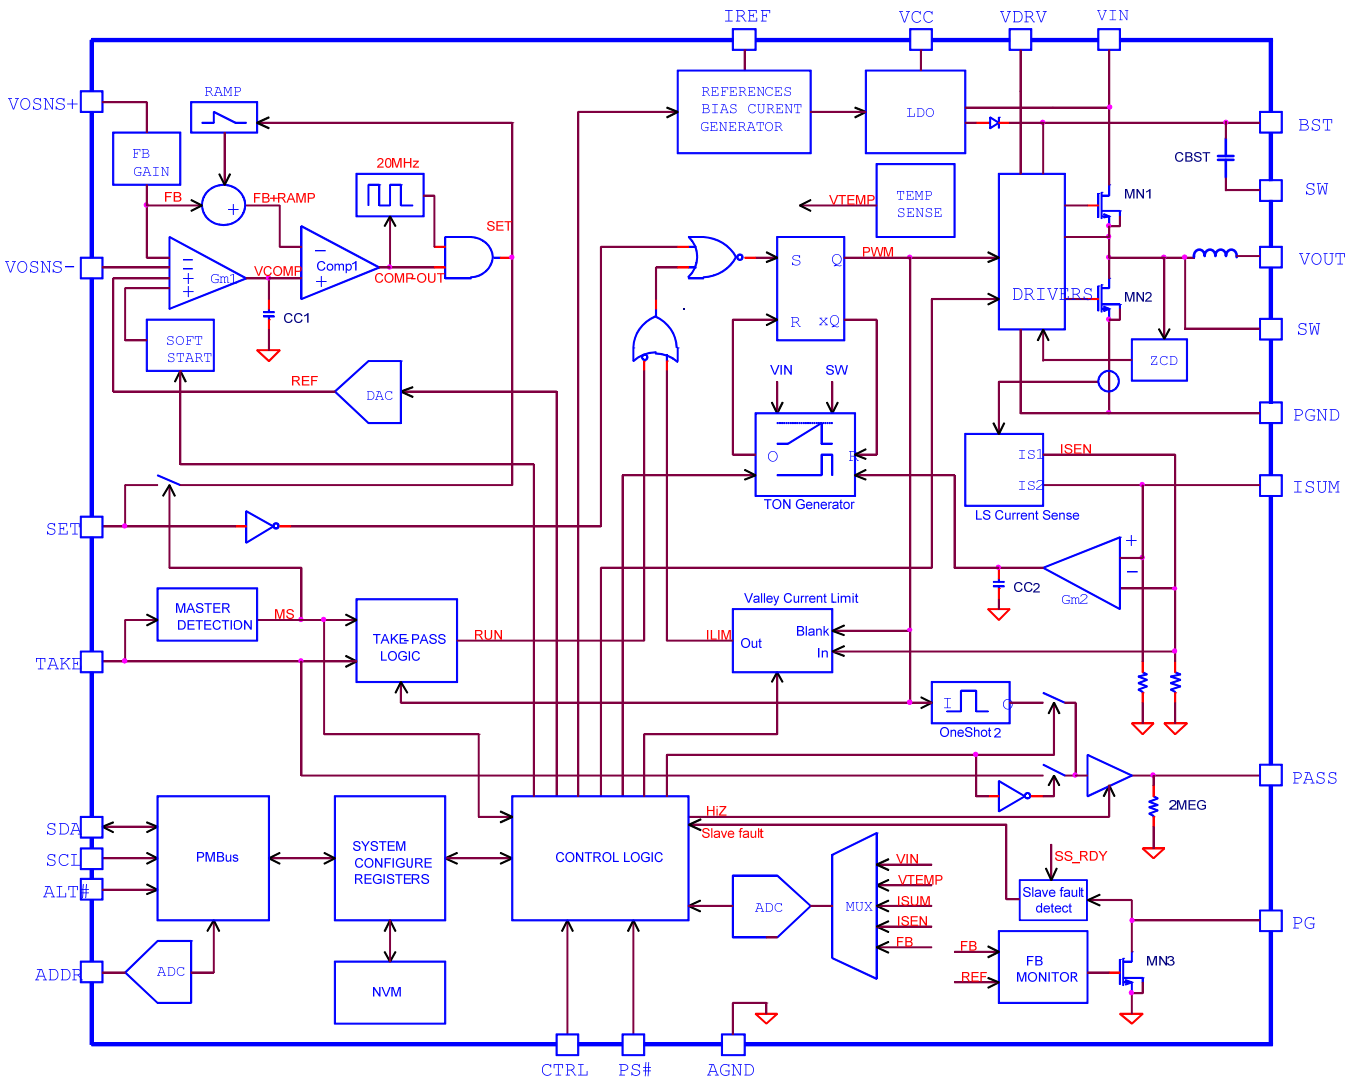 IREF
VCC
VDRV
VIN
VOSNS+
RAMP
REFERENCES
BIAS CURENT
GENERATOR
LDO
BST
FB
GAIN
20MHz
CBST
TEMP
SENSE
VTEMP
MN1
SW
FB
+
FB+RAMP
SET
VOSNS-
Gm1
VCOMP
Comp1
COMP-OUT
S
Q
PWM
R
xQ
DRIVERS
MN2
VOUT
CC1
SOFT
START
SW
ZCD
REF
DAC
VIN
SW
PGND
O
R
TON Generator
IS1
ISEN
IS2
LS Current Sense
ISUM
SET
+
−
Gm2
CC2
MASTER
DETECTION
MS
TAKE-PASS
LOGIC
RUN
ILIM
Valley Current Limit
Blank
Out
In
TAKE
I
O
OneShot 2
PASS
2MEG
HiZ
Slave fault
SDA
SCL
ALT#
PMBus
SYSTEM
CONFIGURE
REGISTERS
CONTROL LOGIC
SS_RDY
VIN
VTEMP
ISUM
ISEN
FB
MUX
ADC
Slave fault
detect
PG
ADDR
ADC
NVM
FB
REF
FB
MONITOR
MN3
CTRL
PS#
AGND